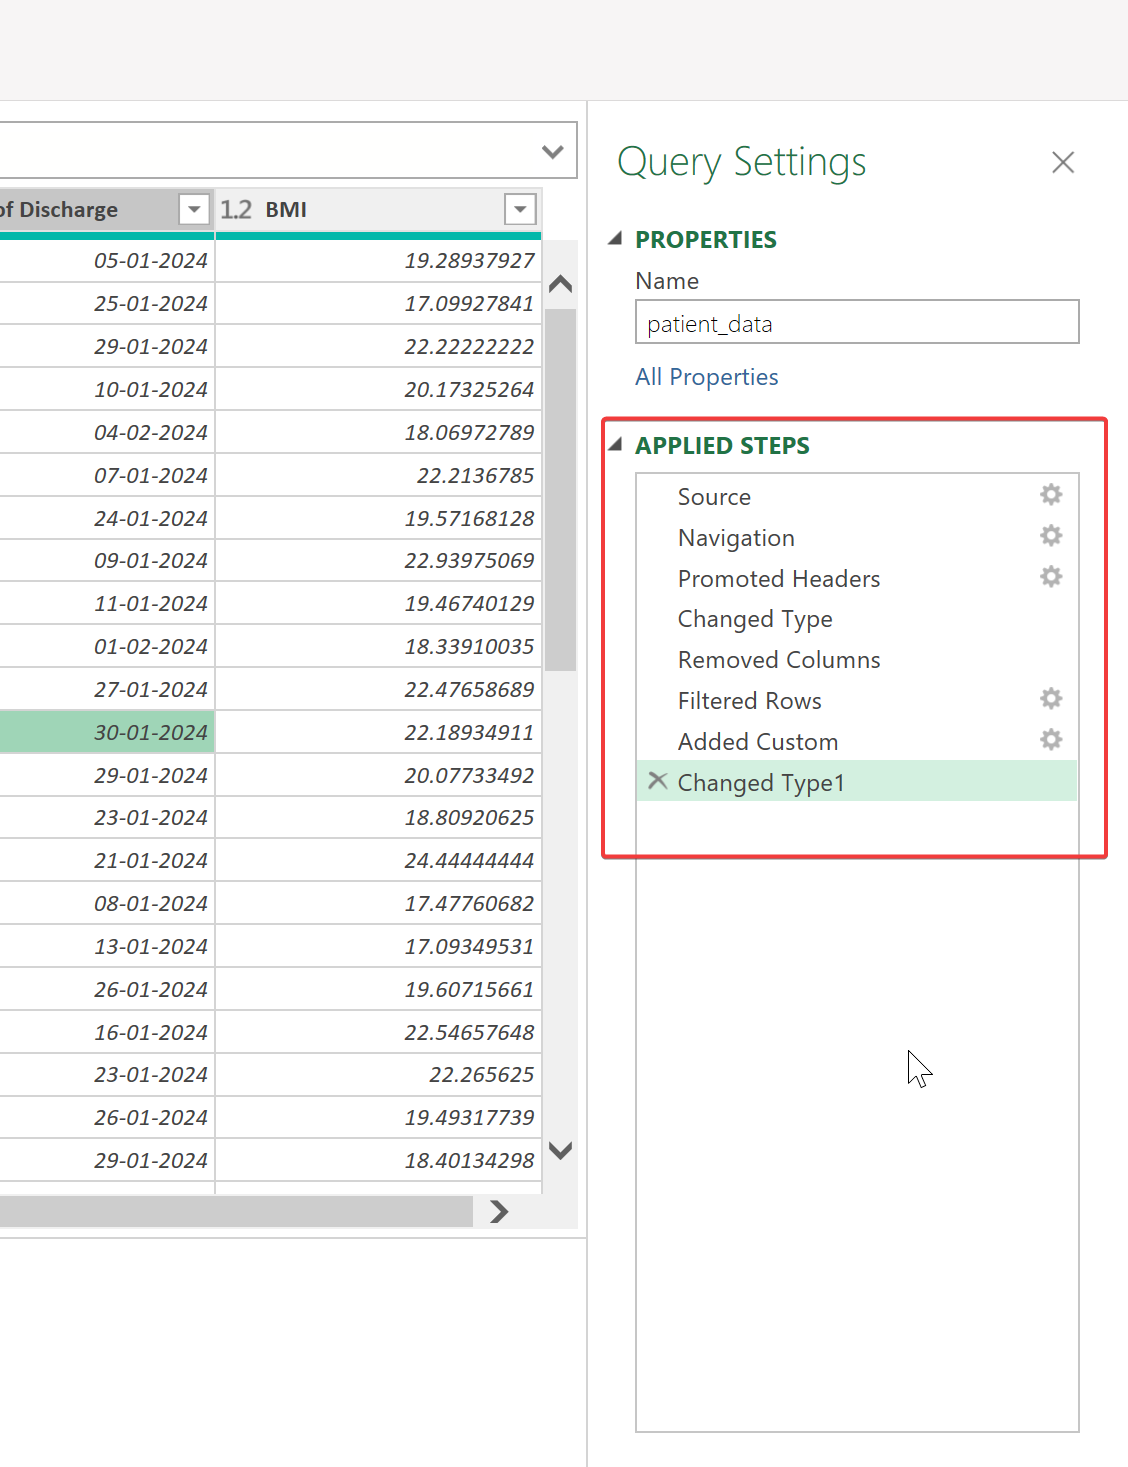 of Discharge 1.2 BMI
05-01-2024 19.28937927
25-01-2024 17.09927841
29-01-2024 22.22222222
10-01-2024 20.17325264
04-02-2024 18.06972789
07-01-2024 22.2136785
24-01-2024 19.57168128
09-01-2024 22.93975069
11-01-2024 19.46740129
01-02-2024 18.33910035
27-01-2024 22.47658689
30-01-2024 22.18934911
29-01-2024 20.07733492
23-01-2024 18.80920625
21-01-2024 24.44444444
08-01-2024 17.47760682
13-01-2024 17.09349531
26-01-2024 19.60715661
16-01-2024 22.54657648
23-01-2024 22.265625
26-01-2024 19.49317739
29-01-2024 18.40134298
Query Settings
PROPERTIES
Name
patient_data
All Properties
APPLIED STEPS
Source
Navigation
Promoted Headers
Changed Type
Removed Columns
Filtered Rows
Added Custom
Changed Type1